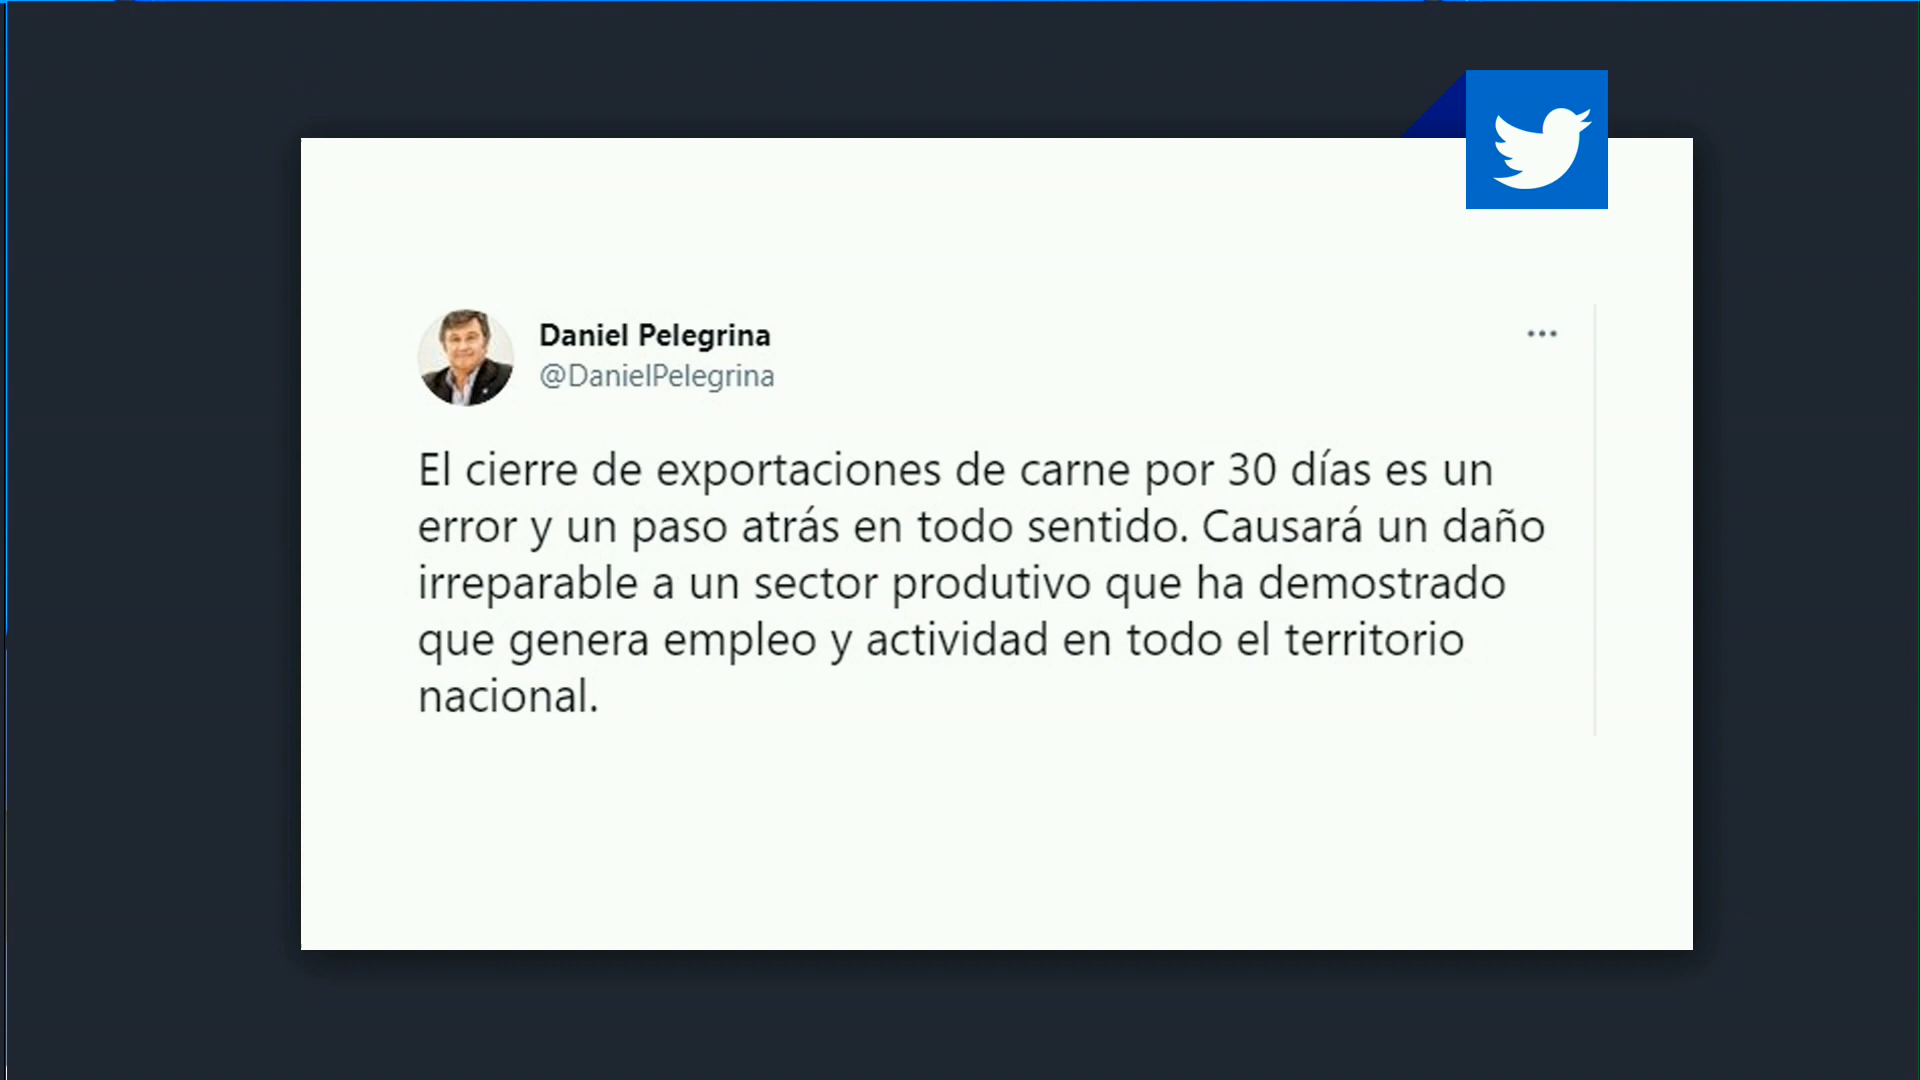 Daniel Pelegrina
@DanielPelegrina
El cierre de exportaciones de carne por 30 días es un
error y un paso atrás en todo sentido. Causará un daño
irreparable a un sector produtivo que ha demostrado
que genera empleo y actividad en todo el territorio
nacional.